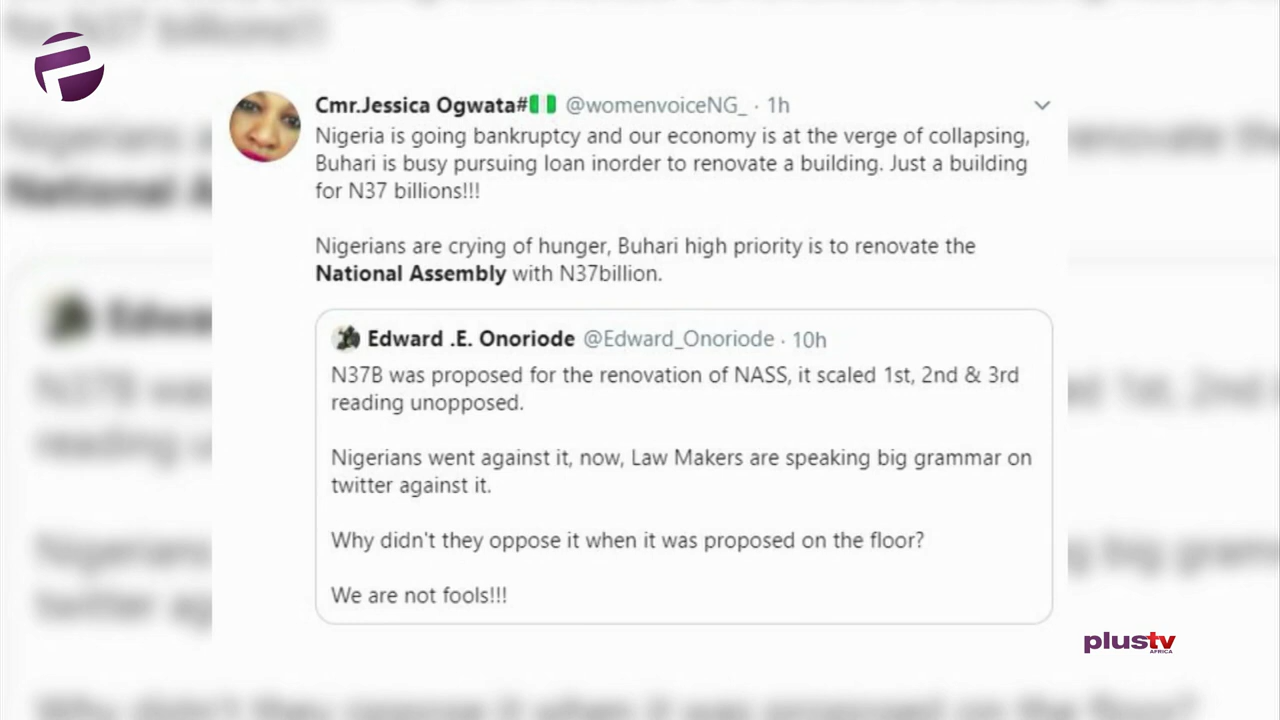 Cmr.Jessica Ogwata#🇳🇬 @womenvoiceNG_ · 1h
Nigeria is going bankruptcy and our economy is at the verge of collapsing,
Buhari is busy pursuing loan inorder to renovate a building. Just a building
for N37 billions!!!
Nigerians are crying of hunger, Buhari high priority is to renovate the
National Assembly with N37billion.
Edward .E. Onoriode @Edward_Onoriode · 10h
N37B was proposed for the renovation of NASS, it scaled 1st, 2nd & 3rd
reading unopposed.
Nigerians went against it, now, Law Makers are speaking big grammar on
twitter against it.
Why didn't they oppose it when it was proposed on the floor?
We are not fools!!!
plustv
AFRICA